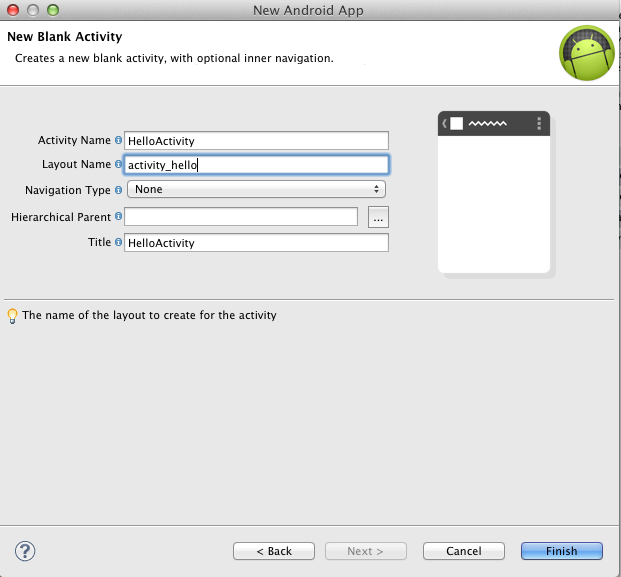 New Android App
New Blank Activity
Creates a new blank activity, with optional inner navigation.
Activity Name HelloActivity
Layout Name activity_hello
Navigation Type None
Hierarchical Parent ...
Title HelloActivity
The name of the layout to create for the activity
? < Back Next > Cancel Finish